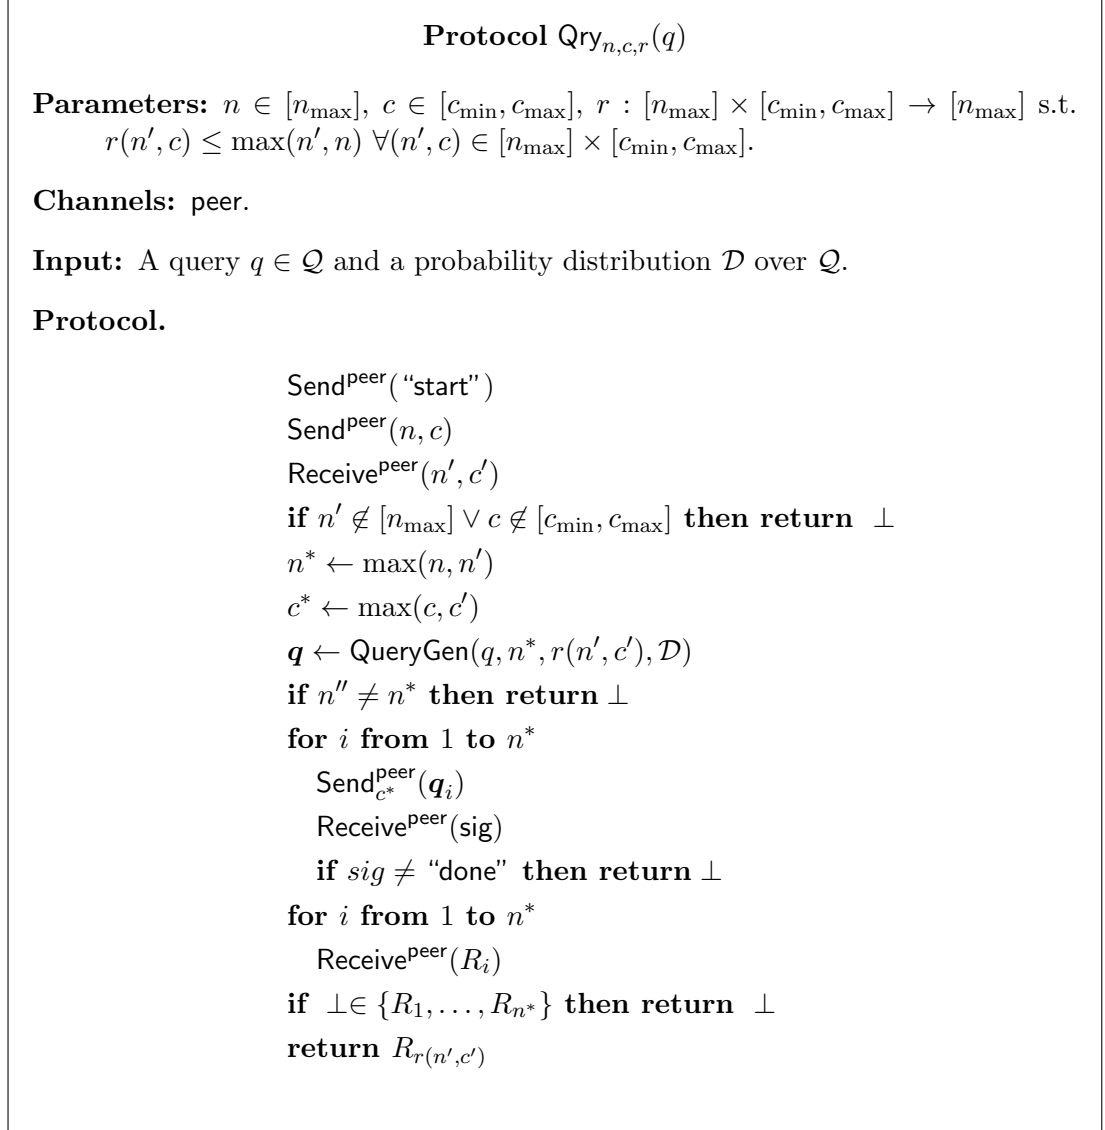 Protocol Qry_{n,c,r}(q)
Parameters: n ∈ [n_max], c ∈ [c_min, c_max], r : [n_max] × [c_min, c_max] → [n_max] s.t.
r(n′, c) ≤ max(n′, n) ∀(n′, c) ∈ [n_max] × [c_min, c_max].
Channels: peer.
Input: A query q ∈ 𝒬 and a probability distribution 𝒟 over 𝒬.
Protocol.
Send^{peer}(“start”)
Send^{peer}(n, c)
Receive^{peer}(n′, c′)
if n′ ∉ [n_max] ∨ c ∉ [c_min, c_max] then return ⊥
n* ← max(n, n′)
c* ← max(c, c′)
q ← QueryGen(q, n*, r(n′, c′), 𝒟)
if n′′ ≠ n* then return ⊥
for i from 1 to n*
Send^{peer}_{c*}(q_i)
Receive^{peer}(sig)
if sig ≠ “done” then return ⊥
for i from 1 to n*
Receive^{peer}(R_i)
if ⊥∈ {R_1, . . . , R_{n*}} then return ⊥
return R_{r(n′,c′)}